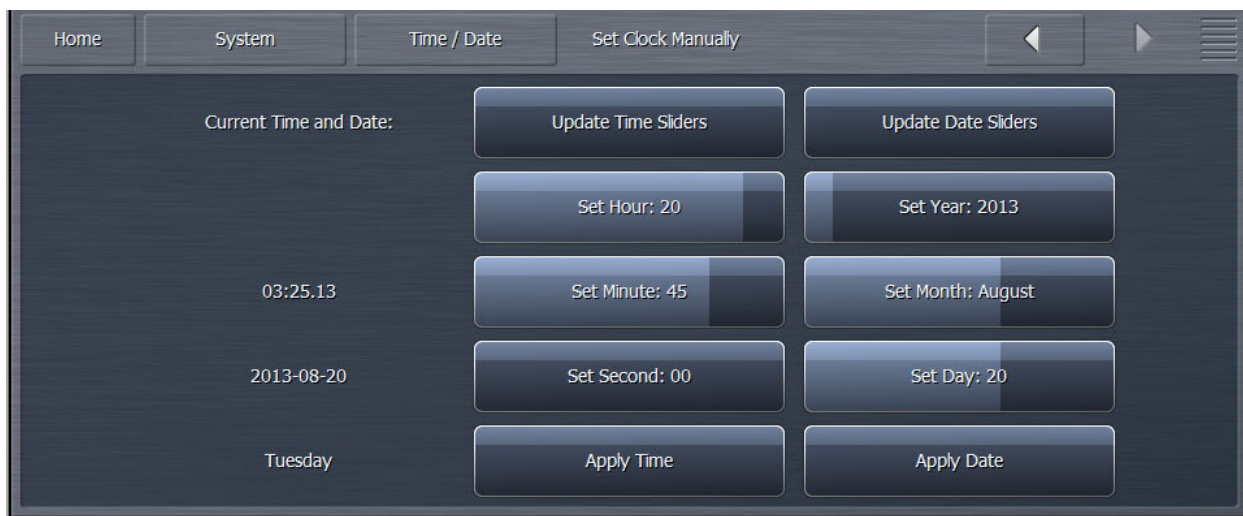 Home System Time / Date Set Clock Manually
Current Time and Date: Update Time Sliders Update Date Sliders
Set Hour: 20 Set Year: 2013
03:25.13 Set Minute: 45 Set Month: August
2013-08-20 Set Second: 00 Set Day: 20
Tuesday Apply Time Apply Date